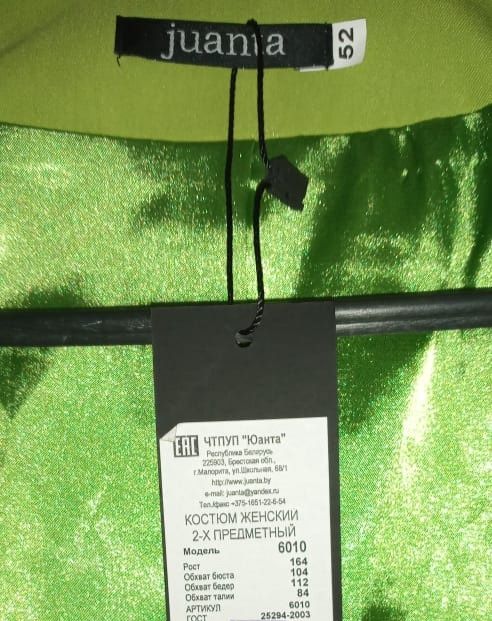 juanta
52
EAC ЧТПУП "Юанта"
Республика Беларусь
225903, Брестская обл.,
г.Малорита, ул.Школьная, 68/1
http://www.juanta.by
e-mail: juanta@yandex.ru
Тел./факс +375-1651-22-6-54
КОСТЮМ ЖЕНСКИЙ
2-Х ПРЕДМЕТНЫЙ
Модель 6010
Рост 164
Обхват бюста 104
Обхват бедер 112
Обхват талии 84
АРТИКУЛ 6010
ГОСТ 25294-2003